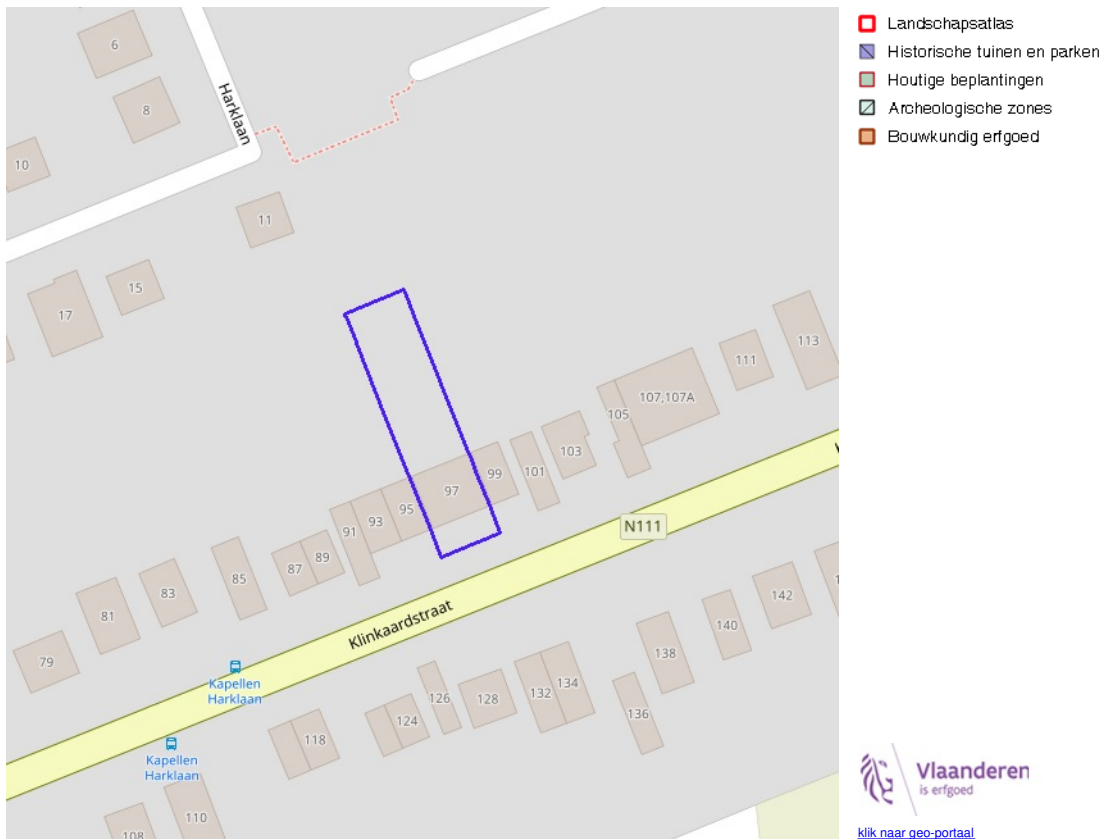 Landschapsatlas
Historische tuinen en parken
Houtige beplantingen
Archeologische zones
Bouwkundig erfgoed
6
8
Harklaan
10
11
15
17
113
111
107,107A
105
103
101
99
97
95
93
91
89
87
85
83
81
79
N111
Klinkaardstraat
142
140
138
136
134
132
128
126
124
118
110
108
Kapellen
Harklaan
Kapellen
Harklaan
Vlaanderen
is erfgoed
klik naar geo-portaal